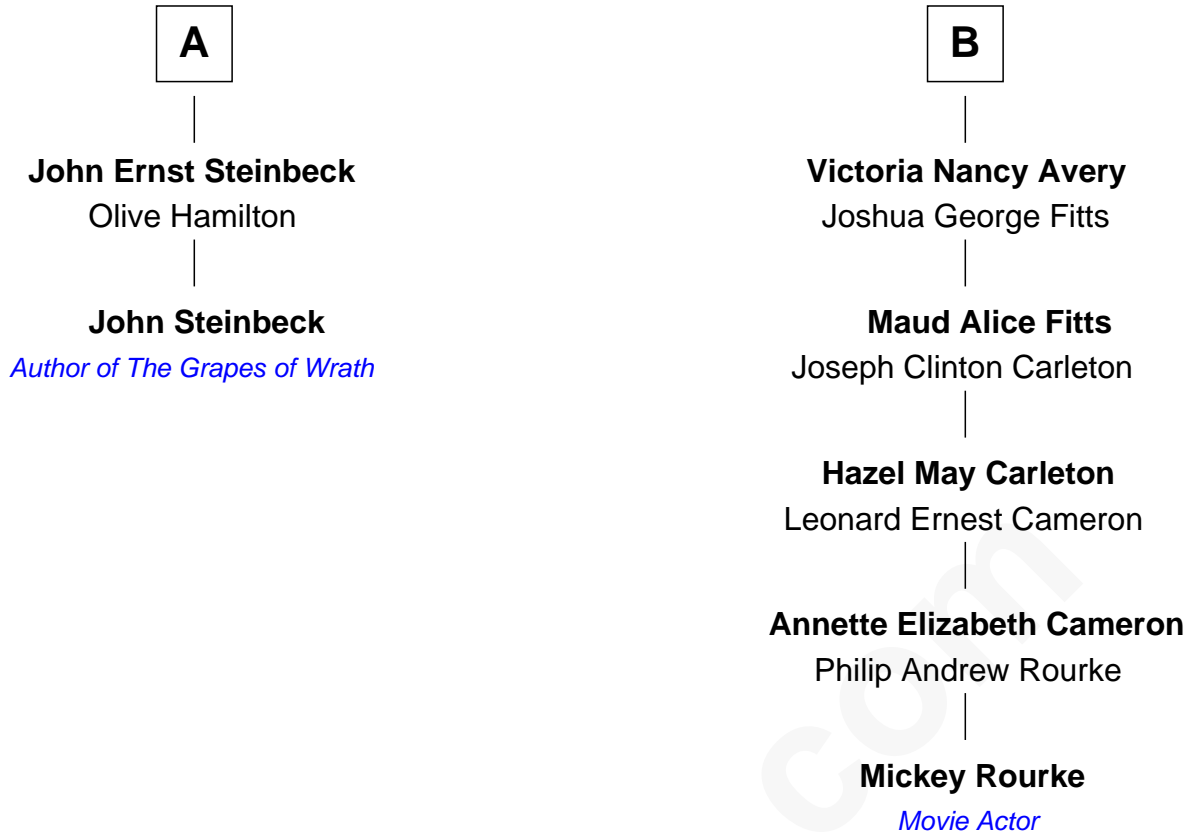 A
John Ernst Steinbeck
Olive Hamilton
John Steinbeck
Author of The Grapes of Wrath
B
Victoria Nancy Avery
Joshua George Fitts
Maud Alice Fitts
Joseph Clinton Carleton
Hazel May Carleton
Leonard Ernest Cameron
Annette Elizabeth Cameron
Philip Andrew Rourke
Mickey Rourke
Movie Actor
com